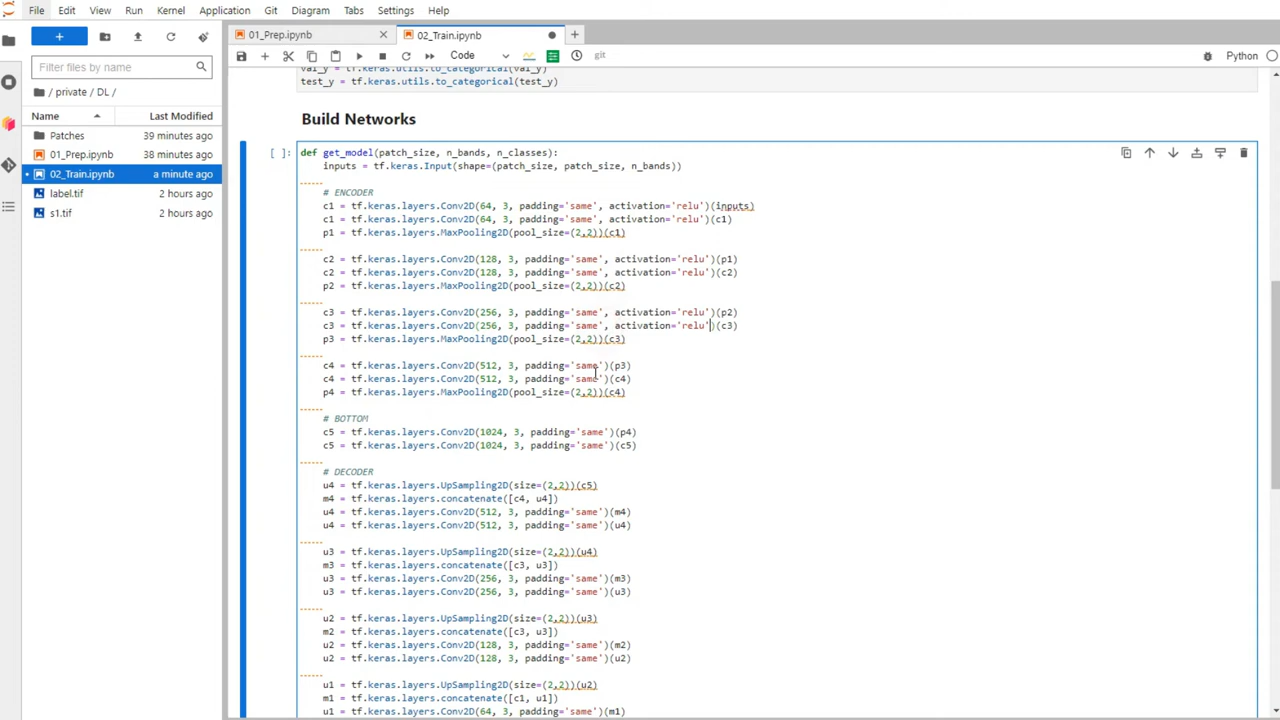 File Edit View Run Kernel Application Git Diagram Tabs Settings Help
01_Prep.ipynb
02_Train.ipynb
Code
git
Python
Filter files by name
/ private / DL /
Name Last Modified
Patches 39 minutes ago
01_Prep.ipynb 38 minutes ago
02_Train.ipynb a minute ago
label.tif 2 hours ago
s1.tif 2 hours ago
val_y = tf.keras.utils.to_categorical(val_y)
test_y = tf.keras.utils.to_categorical(test_y)
Build Networks
[ ]: def get_model(patch_size, n_bands, n_classes):
inputs = tf.keras.Input(shape=(patch_size, patch_size, n_bands))
# ENCODER
c1 = tf.keras.layers.Conv2D(64, 3, padding='same', activation='relu')(inputs)
c1 = tf.keras.layers.Conv2D(64, 3, padding='same', activation='relu')(c1)
p1 = tf.keras.layers.MaxPooling2D(pool_size=(2,2))(c1)
c2 = tf.keras.layers.Conv2D(128, 3, padding='same', activation='relu')(p1)
c2 = tf.keras.layers.Conv2D(128, 3, padding='same', activation='relu')(c2)
p2 = tf.keras.layers.MaxPooling2D(pool_size=(2,2))(c2)
c3 = tf.keras.layers.Conv2D(256, 3, padding='same', activation='relu')(p2)
c3 = tf.keras.layers.Conv2D(256, 3, padding='same', activation='relu')(c3)
p3 = tf.keras.layers.MaxPooling2D(pool_size=(2,2))(c3)
c4 = tf.keras.layers.Conv2D(512, 3, padding='same')(p3)
c4 = tf.keras.layers.Conv2D(512, 3, padding='same')(c4)
p4 = tf.keras.layers.MaxPooling2D(pool_size=(2,2))(c4)
# BOTTOM
c5 = tf.keras.layers.Conv2D(1024, 3, padding='same')(p4)
c5 = tf.keras.layers.Conv2D(1024, 3, padding='same')(c5)
# DECODER
u4 = tf.keras.layers.UpSampling2D(size=(2,2))(c5)
m4 = tf.keras.layers.concatenate([c4, u4])
u4 = tf.keras.layers.Conv2D(512, 3, padding='same')(m4)
u4 = tf.keras.layers.Conv2D(512, 3, padding='same')(u4)
u3 = tf.keras.layers.UpSampling2D(size=(2,2))(u4)
m3 = tf.keras.layers.concatenate([c3, u3])
u3 = tf.keras.layers.Conv2D(256, 3, padding='same')(m3)
u3 = tf.keras.layers.Conv2D(256, 3, padding='same')(u3)
u2 = tf.keras.layers.UpSampling2D(size=(2,2))(u3)
m2 = tf.keras.layers.concatenate([c3, u3])
u2 = tf.keras.layers.Conv2D(128, 3, padding='same')(m2)
u2 = tf.keras.layers.Conv2D(128, 3, padding='same')(u2)
u1 = tf.keras.layers.UpSampling2D(size=(2,2))(u2)
m1 = tf.keras.layers.concatenate([c1, u1])
u1 = tf.keras.layers.Conv2D(64, 3, padding='same')(m1)